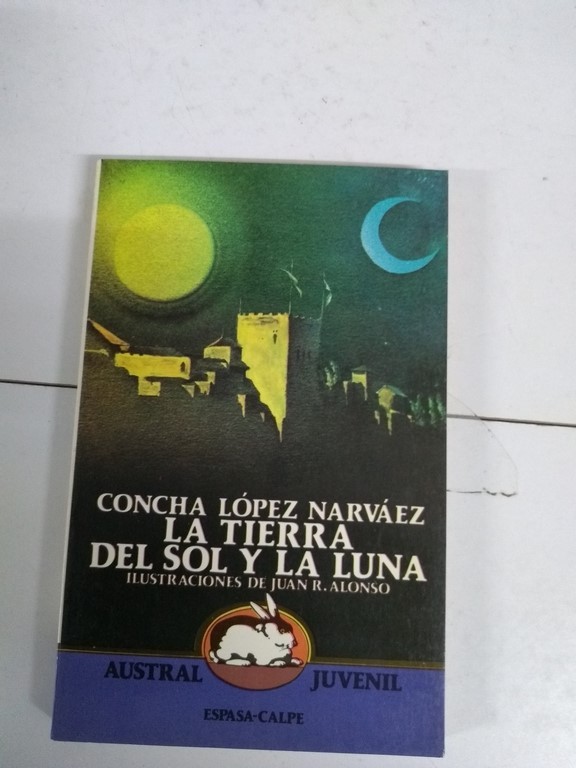 CONCHA LÓPEZ NARVÁEZ
LA TIERRA
DEL SOL Y LA LUNA
ILUSTRACIONES DE JUAN R. ALONSO
AUSTRAL JUVENIL
ESPASA-CALPE